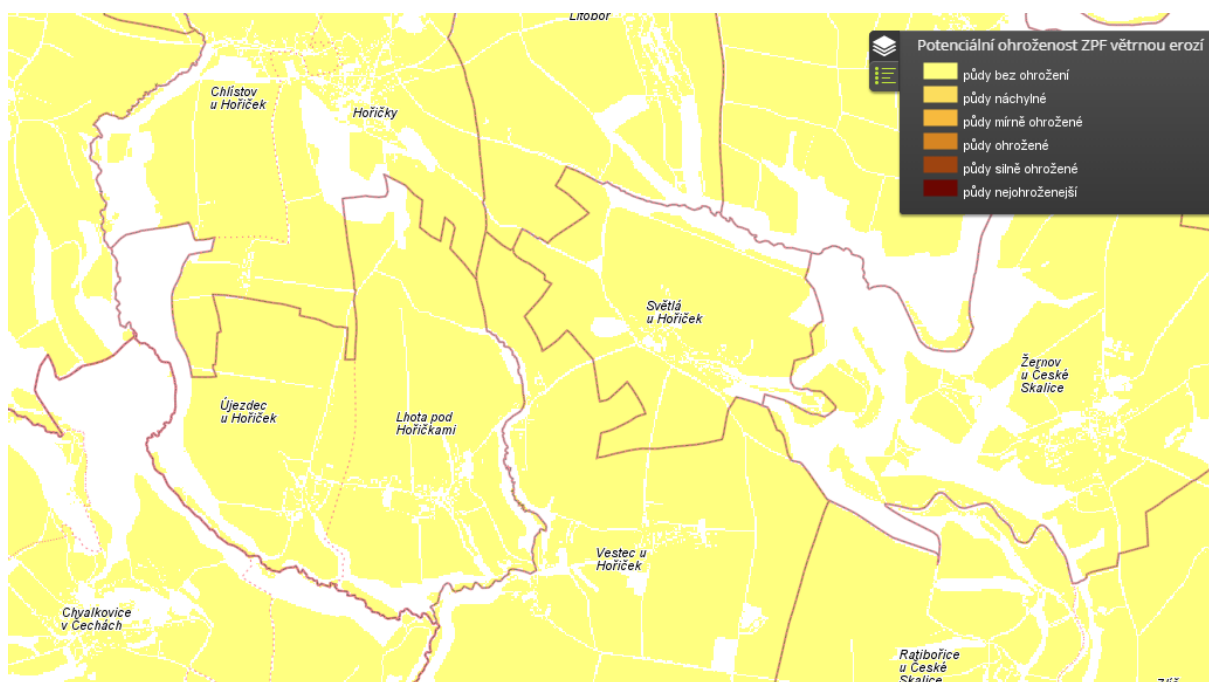 Litoboř
Potenciální ohroženost ZPF větrnou erozí
půdy bez ohrožení
půdy náchylné
půdy mírně ohrožené
půdy ohrožené
půdy silně ohrožené
půdy nejohroženejší
Chlístov
u Hořiček
Hořičky
Světlá
u Hořiček
Žernov
u České
Skalice
Újezdec
u Hořiček
Lhota pod
Hořičkami
Vestec u
Hořiček
Chvalkovice
v Čechách
Ratibořice
u České
Skalice